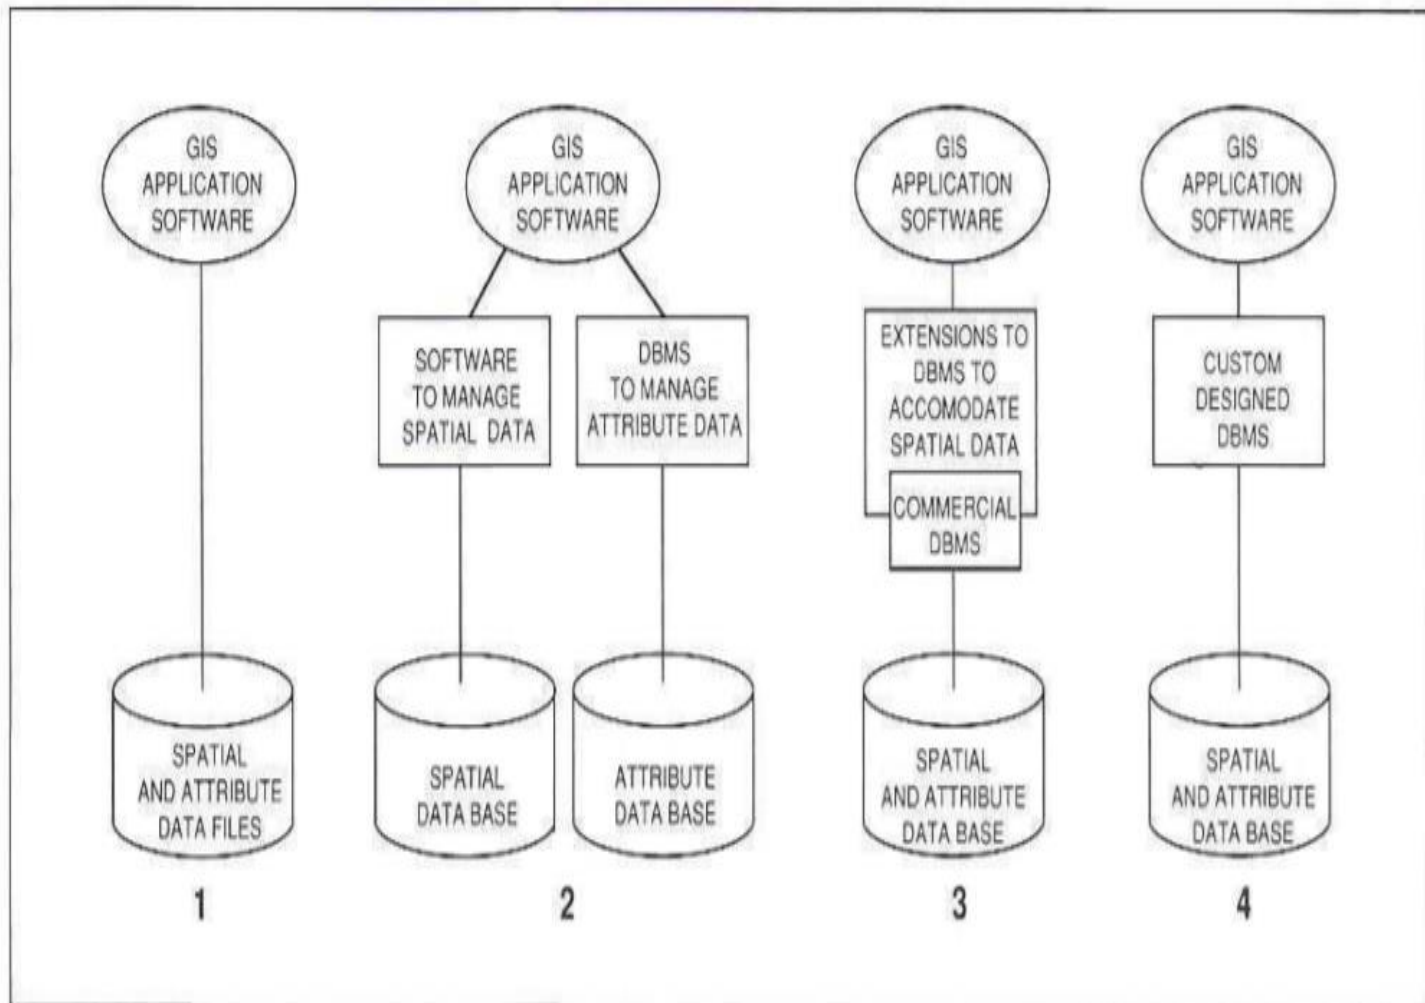 GIS
APPLICATION
SOFTWARE
SPATIAL
AND ATTRIBUTE
DATA FILES
1
GIS
APPLICATION
SOFTWARE
SOFTWARE
TO MANAGE
SPATIAL DATA
DBMS
TO MANAGE
ATTRIBUTE DATA
SPATIAL
DATA BASE
ATTRIBUTE
DATA BASE
2
GIS
APPLICATION
SOFTWARE
EXTENSIONS TO
DBMS TO
ACCOMODATE
SPATIAL DATA
COMMERCIAL
DBMS
SPATIAL
AND ATTRIBUTE
DATA BASE
3
GIS
APPLICATION
SOFTWARE
CUSTOM
DESIGNED
DBMS
SPATIAL
AND ATTRIBUTE
DATA BASE
4